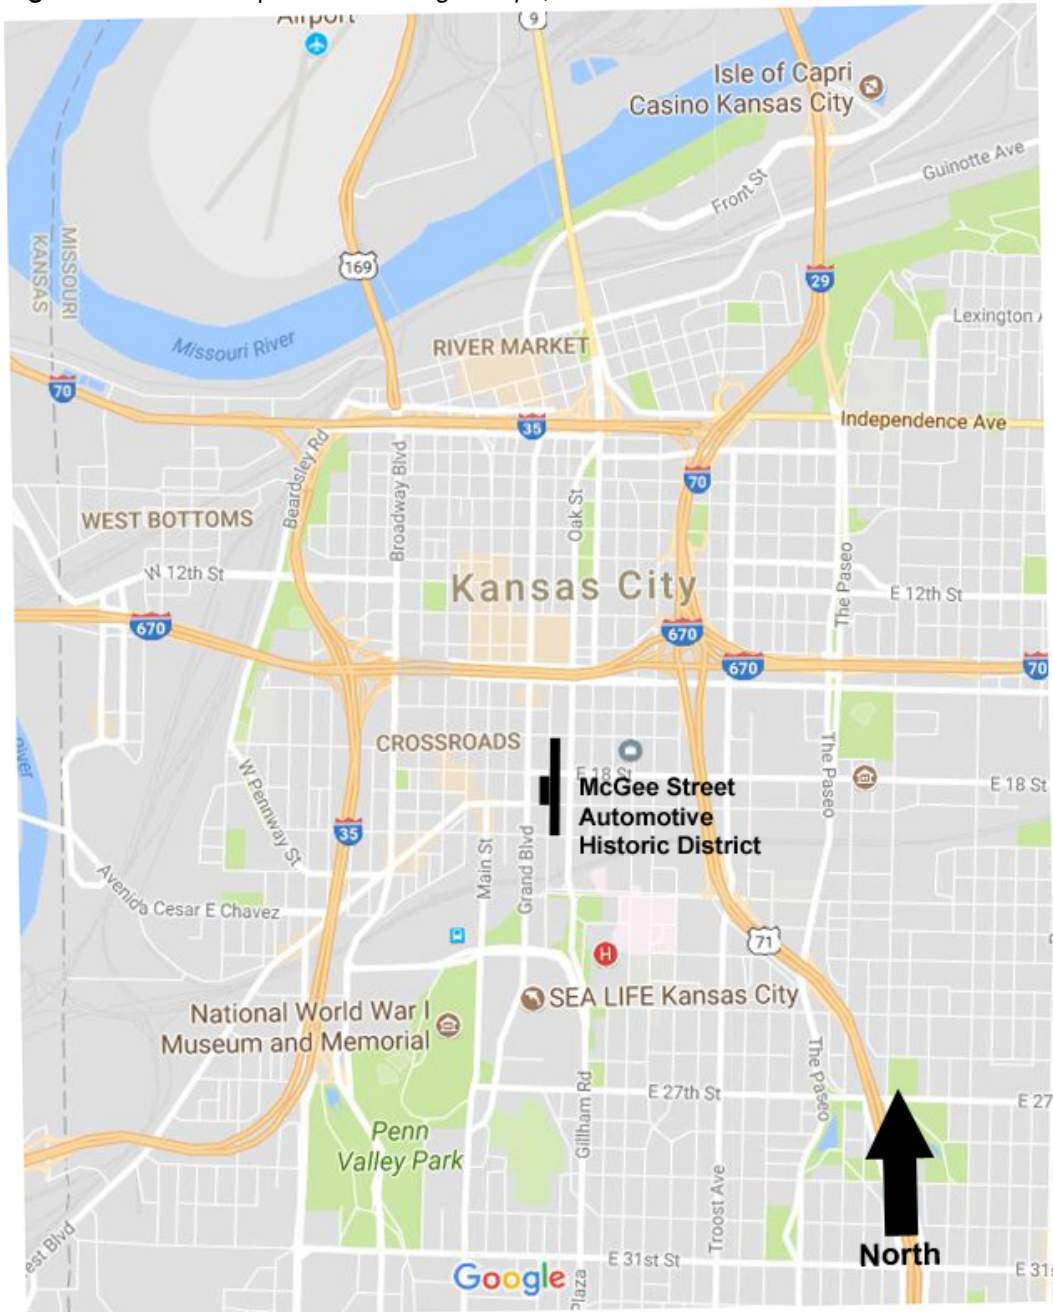 Airport
9
Isle of Capri
Casino Kansas City
Guinotte Ave
Front St
MISSOURI
KANSAS
169
29
Lexington
Missouri River
RIVER MARKET
70
35
Independence Ave
Beardsley Rd
Broadway Blvd
70
Oak St
WEST BOTTOMS
W 12th St
Kansas City
The Paseo
E 12th St
670
670
670
70
CROSSROADS
E 18 St
The Paseo
E 18 St
McGee Street
Automotive
Historic District
River
W Pennway St
35
Main St
Grand Blvd
Avenida Cesar E Chavez
71
H
SEA LIFE Kansas City
National World War I
Museum and Memorial
The Paseo
E 27th St
E 27
Gillham Rd
Penn
Valley Park
Troost Ave
North
E 31st St
E 31s
Google
Plaza
est Blvd